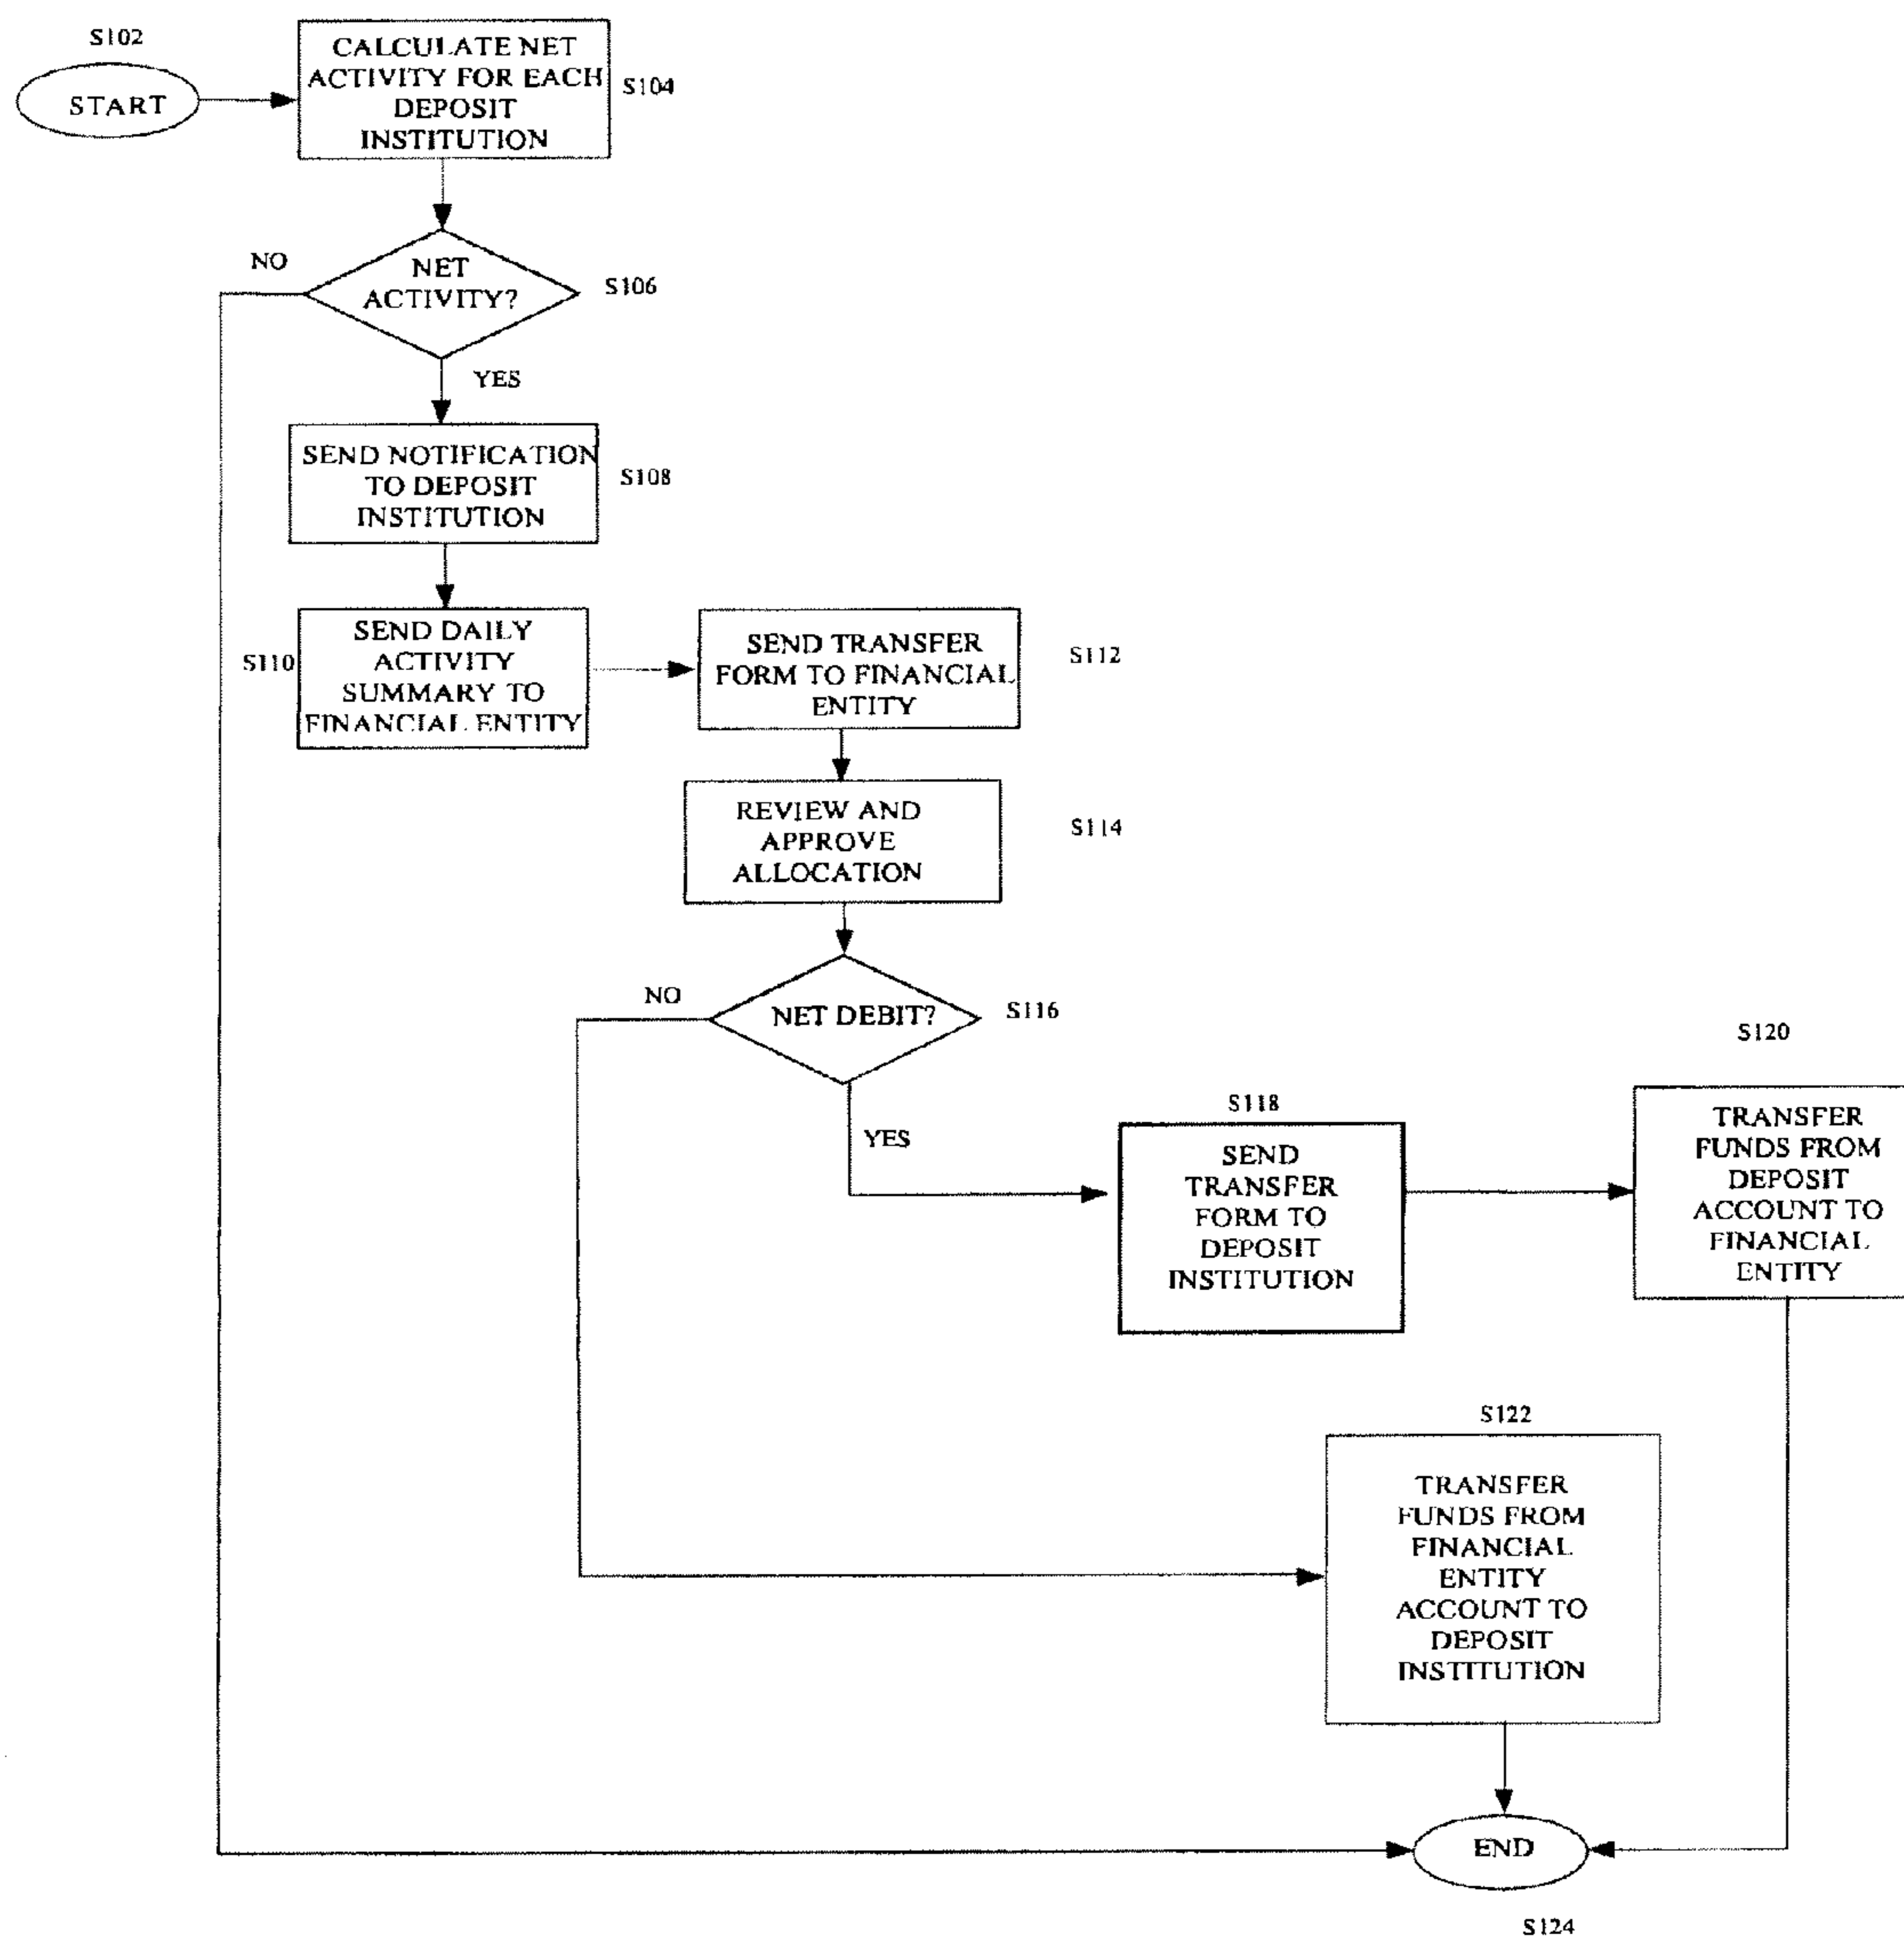 S102
START
CALCULATE NET
ACTIVITY FOR EACH
DEPOSIT
INSTITUTION
S104
NO
NET
ACTIVITY?
S106
YES
SEND NOTIFICATION
TO DEPOSIT
INSTITUTION
S108
S110
SEND DAILY
ACTIVITY
SUMMARY TO
FINANCIAL ENTITY
SEND TRANSFER
FORM TO FINANCIAL
ENTITY
S112
REVIEW AND
APPROVE
ALLOCATION
S114
NO
NET DEBIT?
S116
YES
S118
SEND
TRANSFER
FORM TO
DEPOSIT
INSTITUTION
S120
TRANSFER
FUNDS FROM
DEPOSIT
ACCOUNT TO
FINANCIAL
ENTITY
S122
TRANSFER
FUNDS FROM
FINANCIAL
ENTITY
ACCOUNT TO
DEPOSIT
INSTITUTION
END
S124